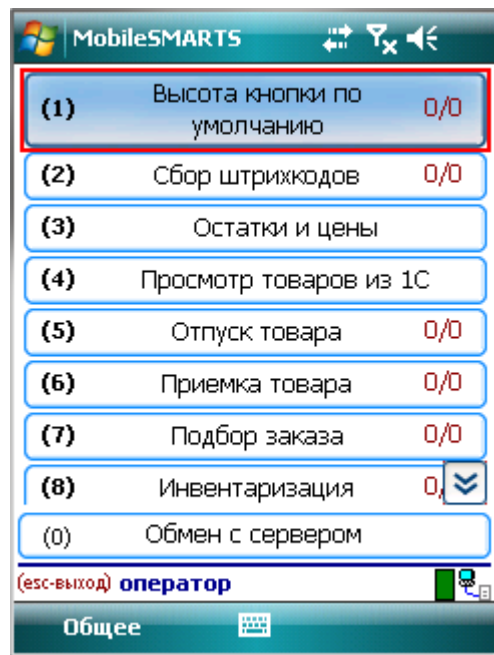 MobileSMARTS
(1) Высота кнопки по 0/0
умолчанию
(2) Сбор штрихкодов 0/0
(3) Остатки и цены
(4) Просмотр товаров из 1С
(5) Отпуск товара 0/0
(6) Приемка товара 0/0
(7) Подбор заказа 0/0
(8) Инвентаризация 0/
(0) Обмен с сервером
(esc-выход) оператор
Общее